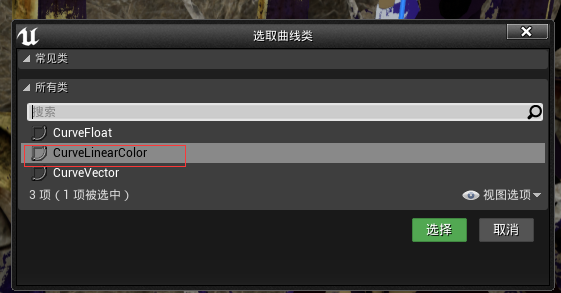 选取曲线类
常见类
所有类
搜索
CurveFloat
CurveLinearColor
CurveVector
3 项（1 项被选中）
视图选项
选择
取消